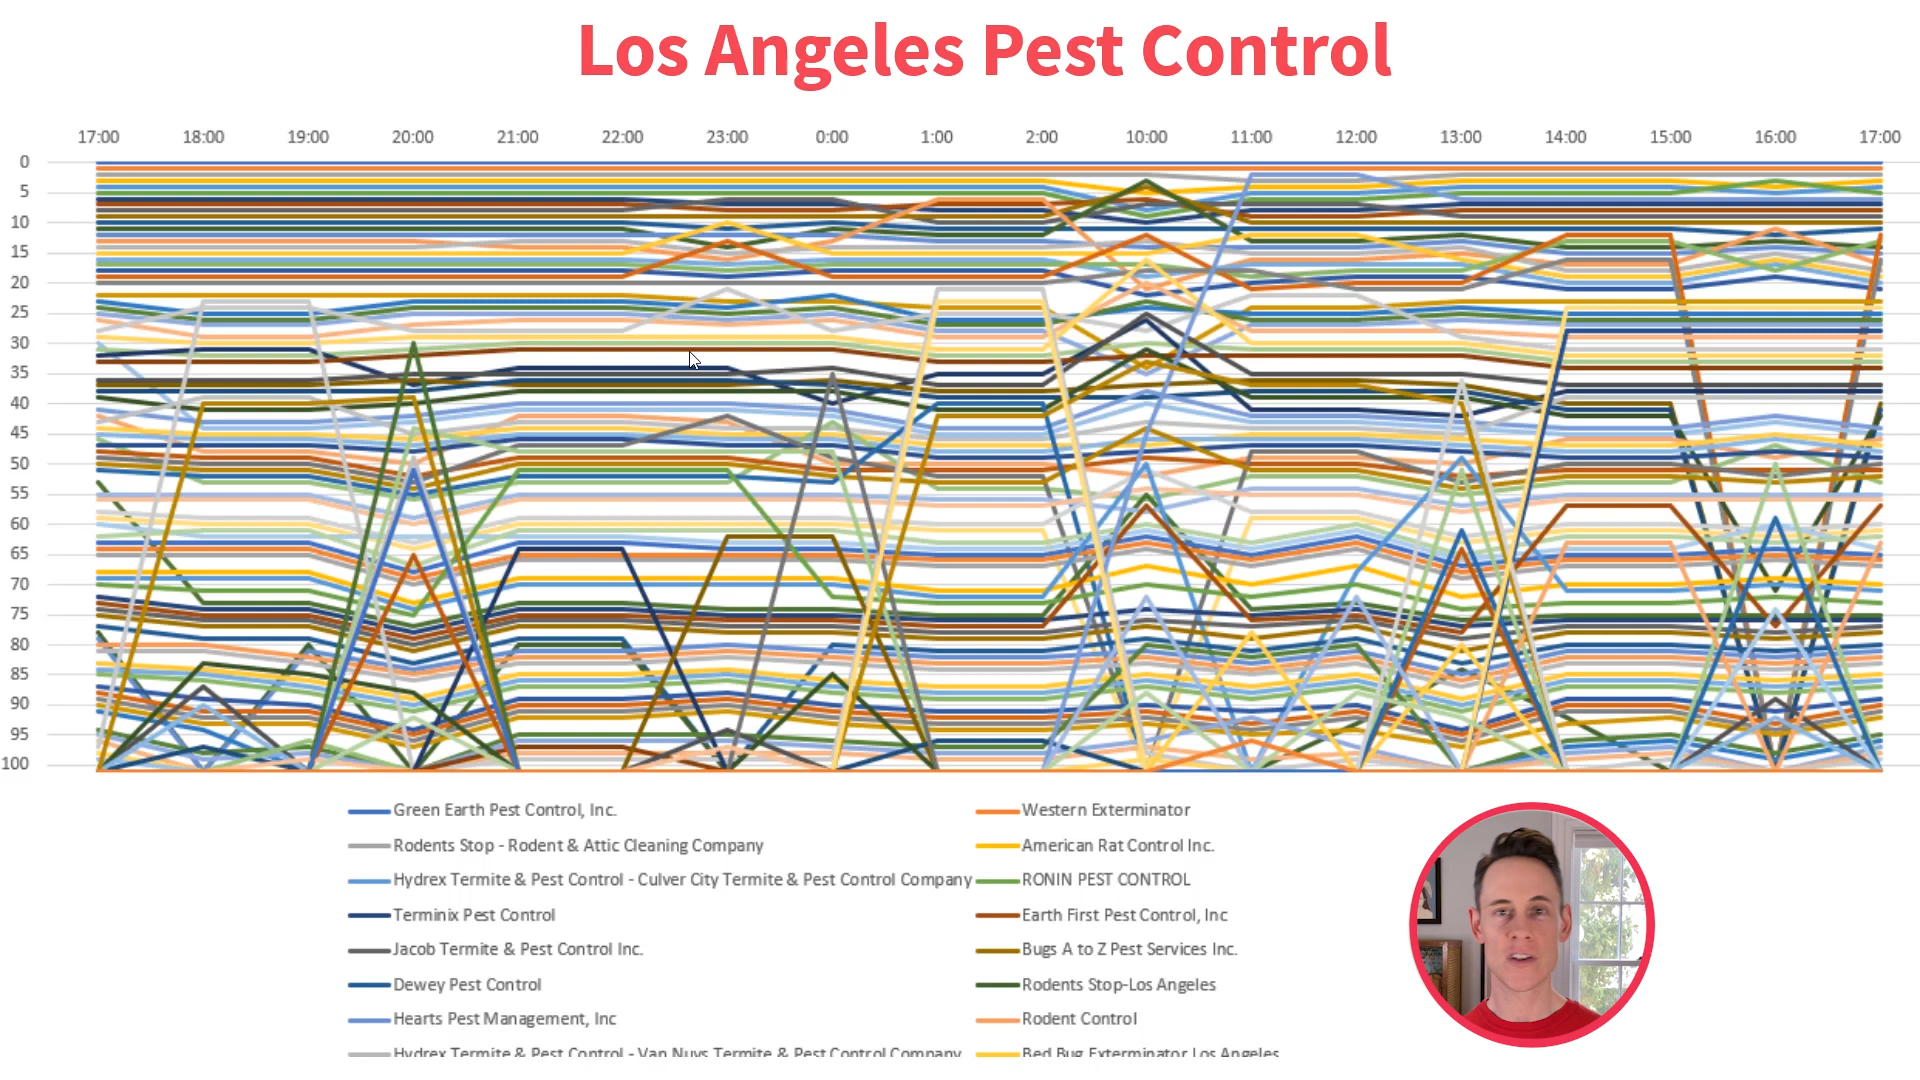 Los Angeles Pest Control
17:00 18:00 19:00 20:00 21:00 22:00 23:00 0:00 1:00 2:00 10:00 11:00 12:00 13:00 14:00 15:00 16:00 17:00
0
5
10
15
20
25
30
35
40
45
50
55
60
65
70
75
80
85
90
95
100
Green Earth Pest Control, Inc. Western Exterminator
Rodents Stop - Rodent & Attic Cleaning Company American Rat Control Inc.
Hydrex Termite & Pest Control - Culver City Termite & Pest Control Company RONIN PEST CONTROL
Terminix Pest Control Earth First Pest Control, Inc
Jacob Termite & Pest Control Inc. Bugs A to Z Pest Services Inc.
Dewey Pest Control Rodents Stop-Los Angeles
Hearts Pest Management, Inc Rodent Control
Hydrex Termite & Pest Control - Van Nuys Termite & Pest Control Company Bed Bug Exterminator Los Angeles